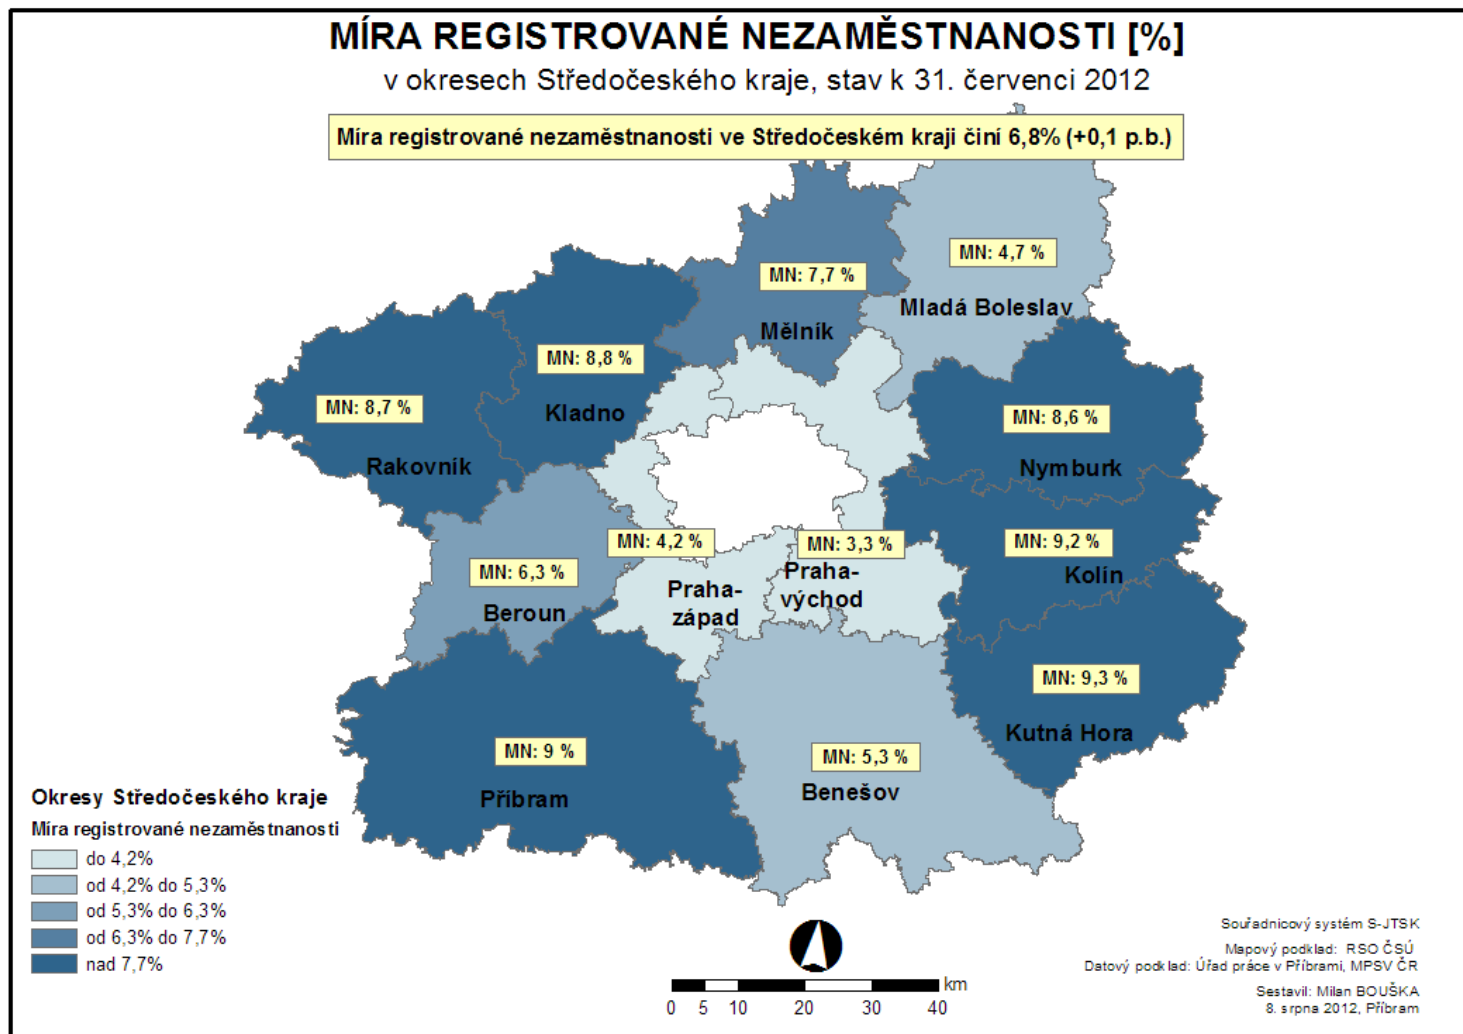 MÍRA REGISTROVANÉ NEZAMĚSTNANOSTI [%]
v okresech Středočeského kraje, stav k 31. červenci 2012
Míra registrované nezaměstnanosti ve Středočeském kraji činí 6,8% (+0,1 p.b.)
MN: 4,7 %
Mladá Boleslav
MN: 7,7 %
Mělník
MN: 8,8 %
Kladno
MN: 8,7 %
Rakovník
MN: 8,6 %
Nymburk
MN: 4,2 %
Praha-
západ
MN: 3,3 %
Praha-
východ
MN: 9,2 %
Kolín
MN: 6,3 %
Beroun
MN: 9,3 %
Kutná Hora
MN: 9 %
Příbram
MN: 5,3 %
Benešov
Okresy Středočeského kraje
Míra registrované nezaměstnanosti
do 4,2%
od 4,2% do 5,3%
od 5,3% do 6,3%
od 6,3% do 7,7%
nad 7,7%
km
0 5 10 20 30 40
Souřadnicový systém S-JTSK
Mapový podklad: RSO ČSÚ
Datový podklad: Úřad práce v Příbrami, MPSV ČR
Sestavil: Milan BOUŠKA
8. srpna 2012, Příbram